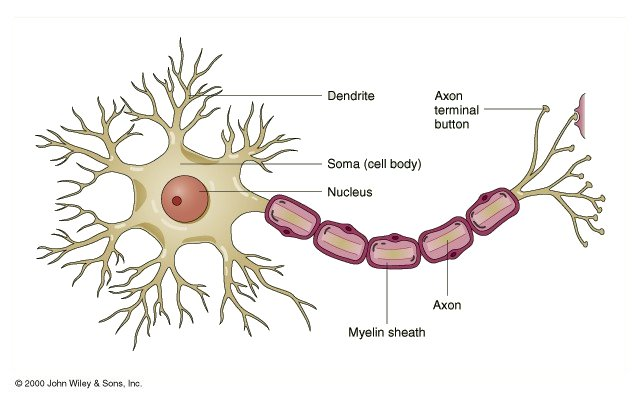 Dendrite
Axon
terminal
button
Soma (cell body)
Nucleus
Axon
Myelin sheath
© 2000 John Wiley & Sons, Inc.